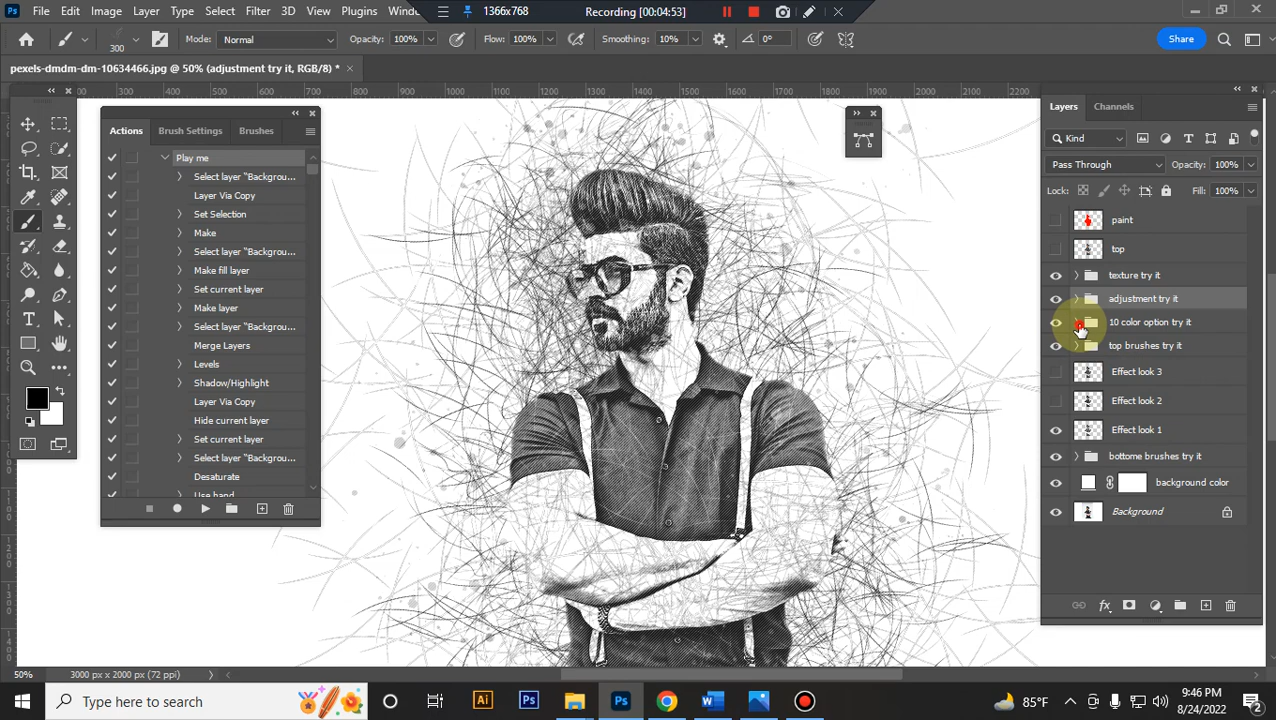 File Edit Image Layer Type Select Filter 3D View Plugins Windo
1366x768 Recording [00:04:53]
300 Mode: Normal Opacity: 100% Flow: 100% Smoothing: 10% 0° Share
pexels-dmdm-dm-10634466.jpg @ 50% (adjustment try it, RGB/8) * ×
400 500 600 700 800 900 1000 1100 1200 1300 1400 1500 1600 1700 1800 1900 2000 2100 2200
Actions Brush Settings Brushes
Play me
Select layer "Backgrou...
Layer Via Copy
Set Selection
Make
Select layer "Backgrou...
Make fill layer
Set current layer
Make layer
Select layer "Backgrou...
Merge Layers
Levels
Shadow/Highlight
Layer Via Copy
Hide current layer
Set current layer
Select layer "Backgrou...
Desaturate
Layers Channels
Kind
Pass Through Opacity: 100%
Lock: Fill: 100%
paint
top
texture try it
adjustment try it
10 color option try it
top brushes try it
Effect look 3
Effect look 2
Effect look 1
bottome brushes try it
background color
Background
50% 3000 px x 2000 px (72 ppi)
Type here to search
Ai Ps Ps W
85°F
9:46 PM
8/24/2022
2